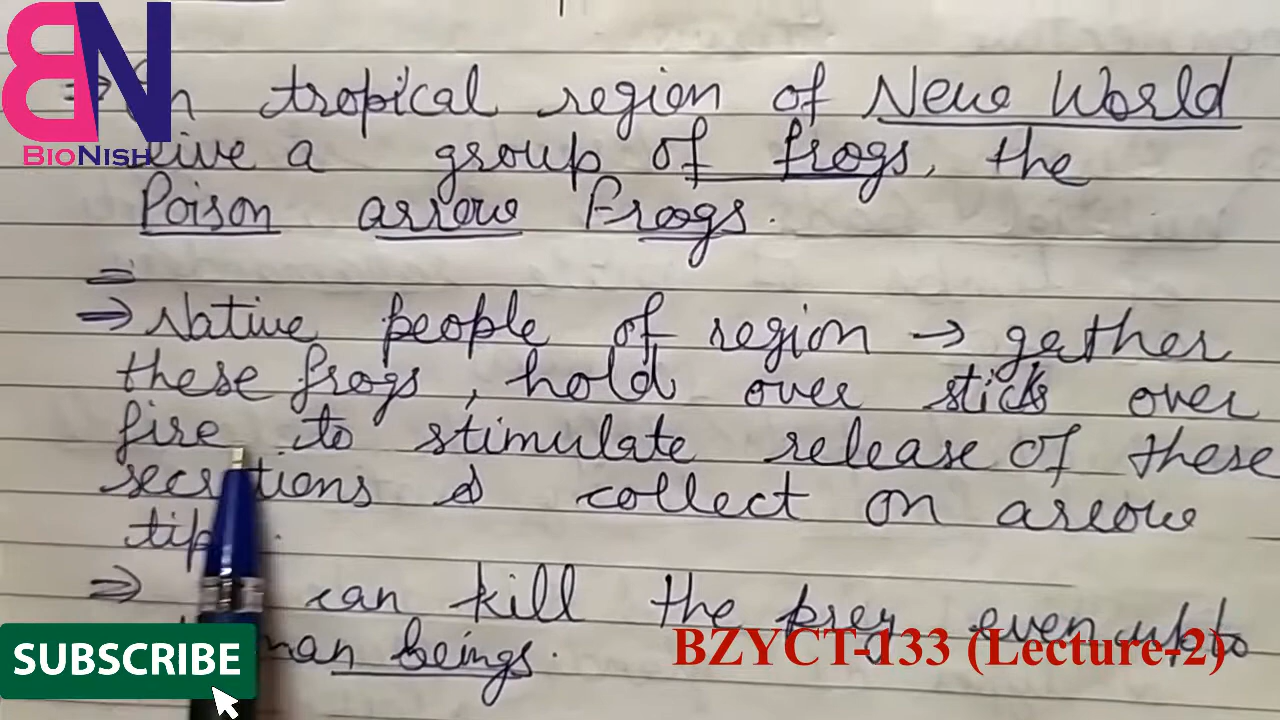 BN
BIONISH
⇒ In tropical region of New World
live a group of frogs, the
Poison arrow Frogs.
⇒ Native people of region → gather
these frogs, hold over sticks over
fire to stimulate release of these
secretions & collect on arrow
tip
⇒ can kill the prey even upto
human beings.
SUBSCRIBE
BZYCT-133 (Lecture-2)